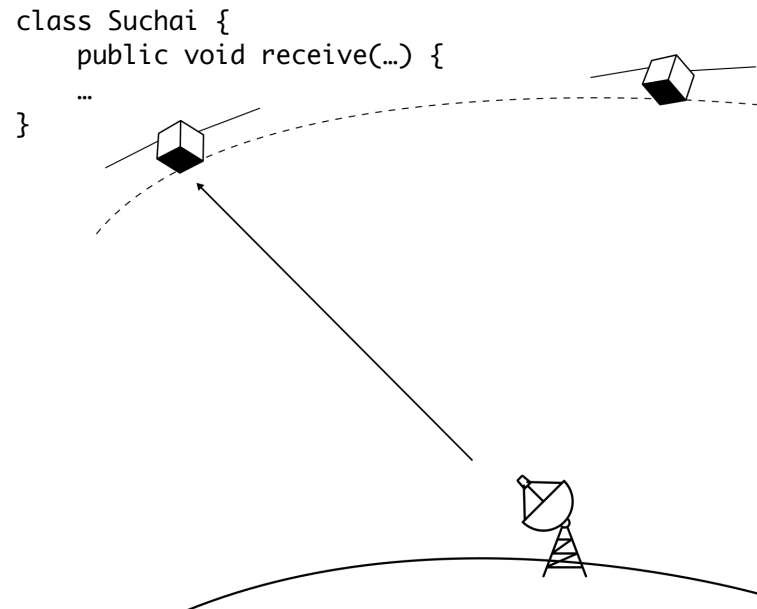 class Suchai {
    public void receive(…) {
    …
}